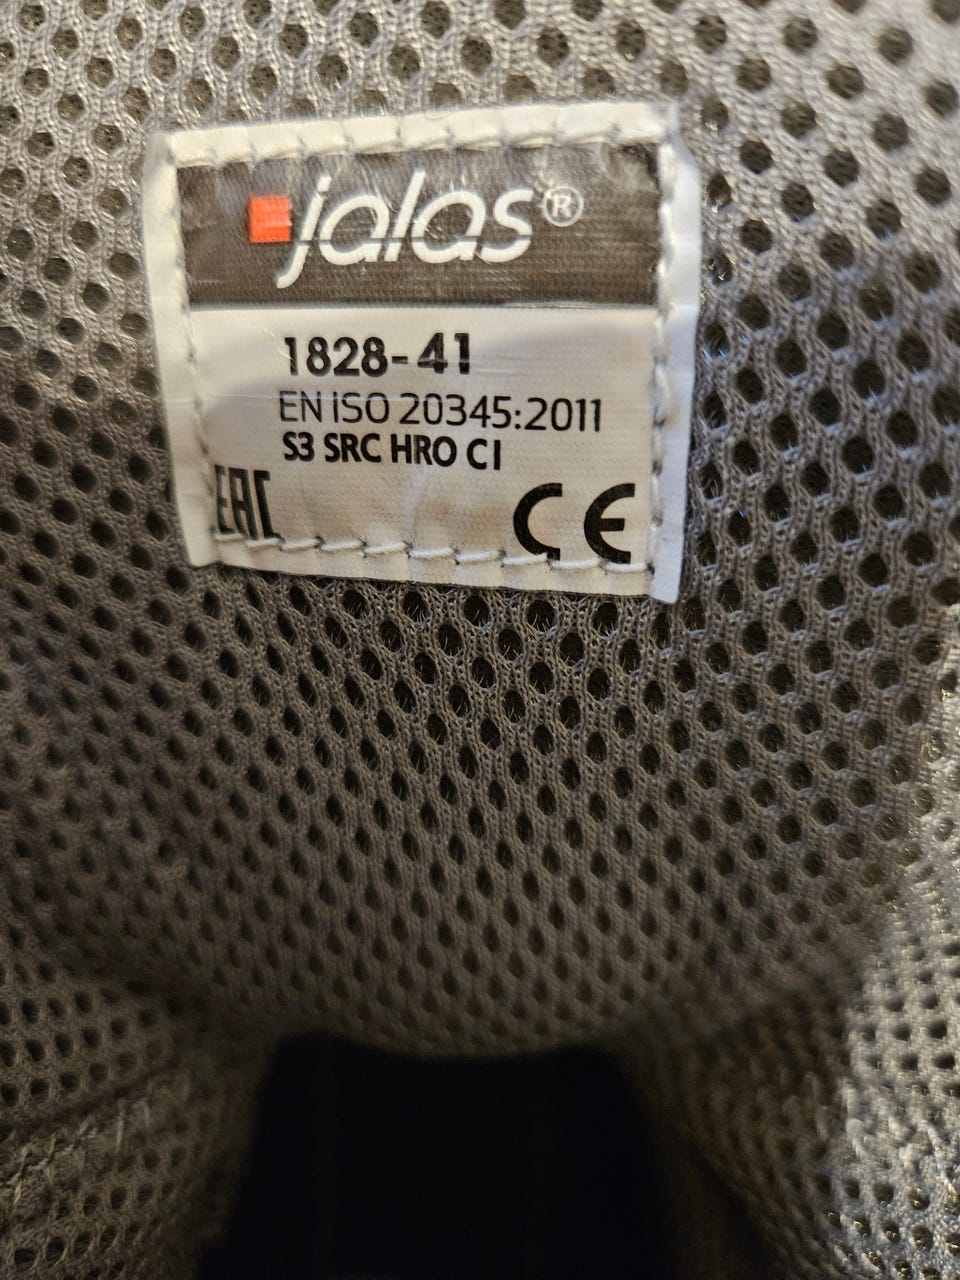 jalas®
1828-41
EN ISO 20345:2011
S3 SRC HRO CI
EAC CE